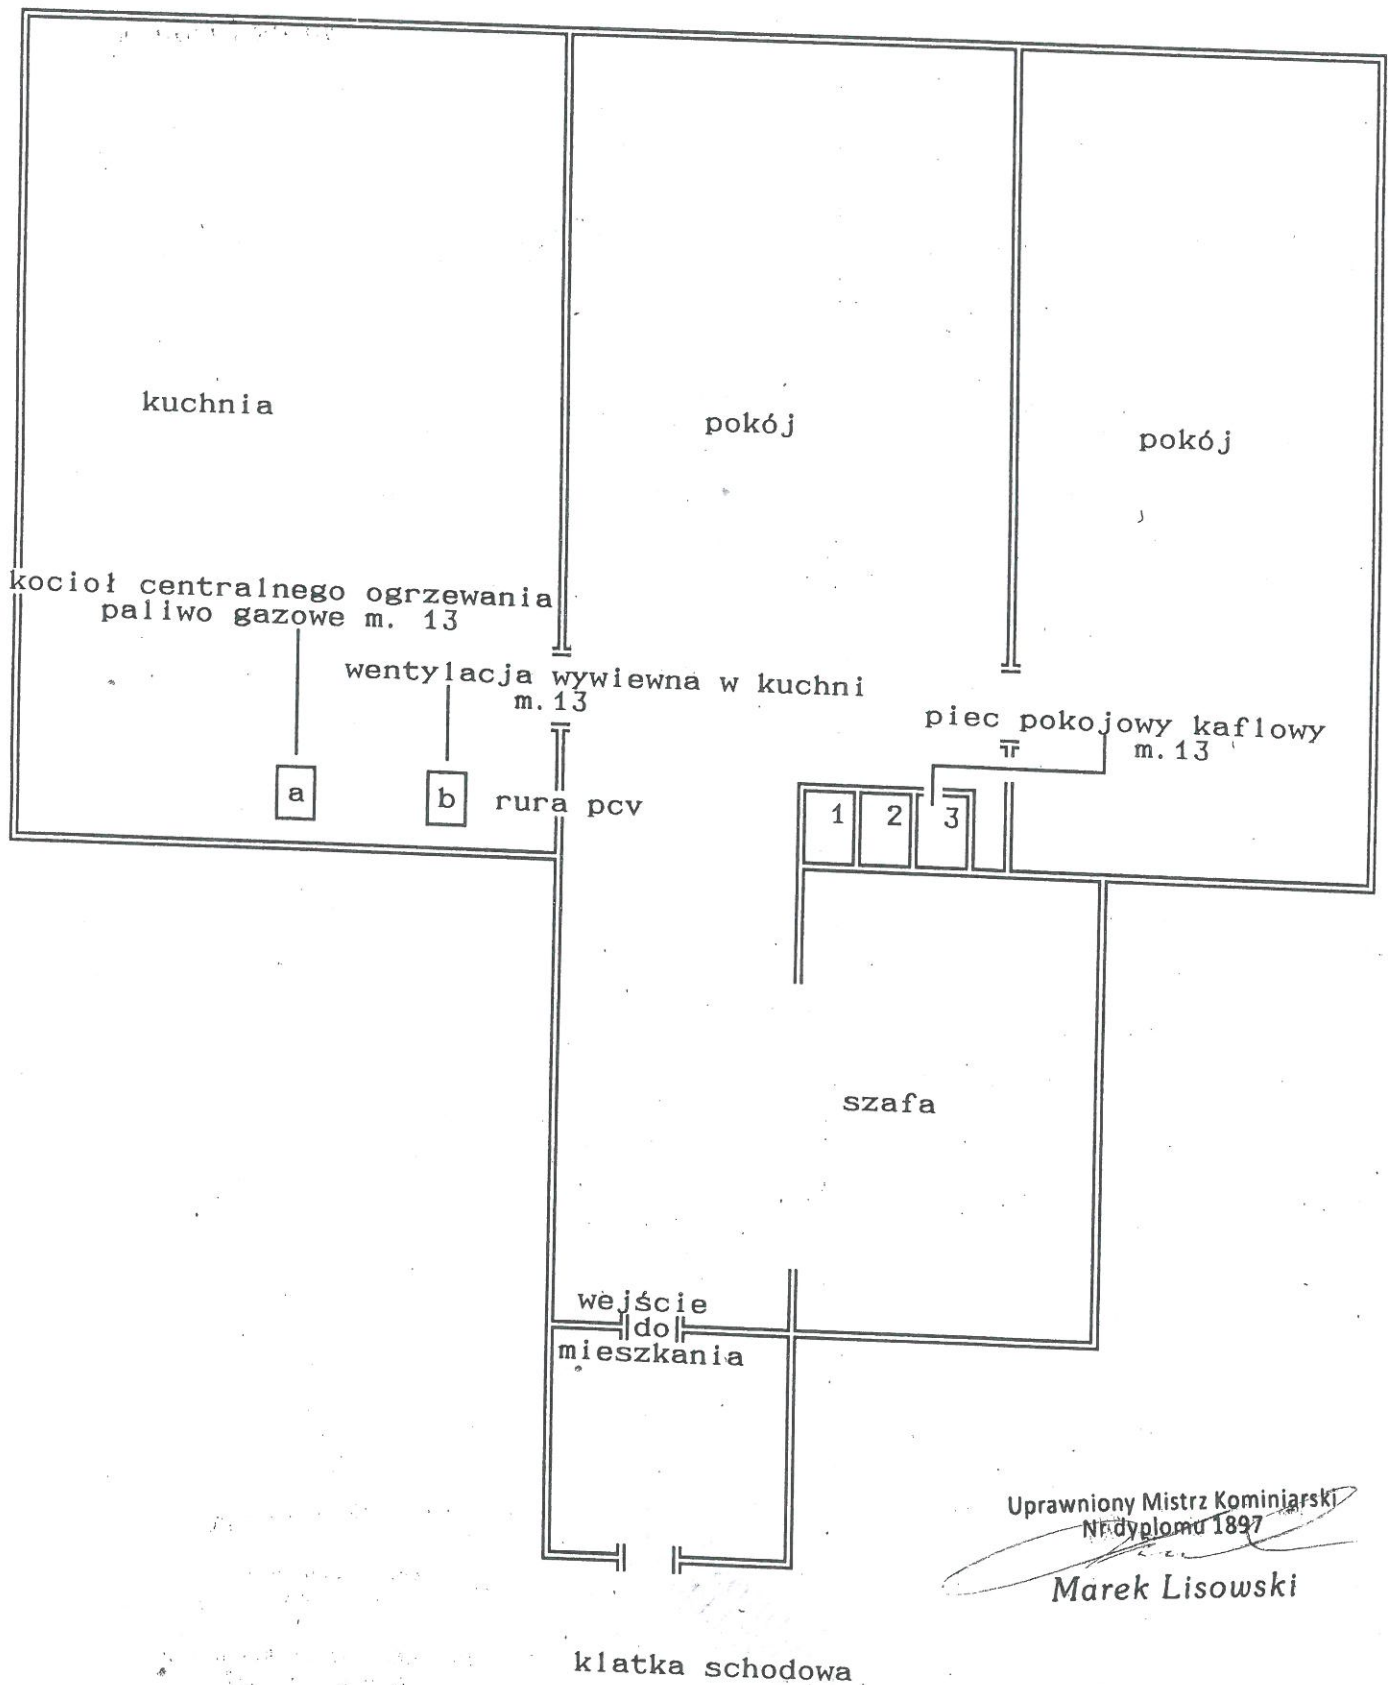 kuchnia
pokój
pokój
kocioł centralnego ogrzewania
paliwo gazowe m. 13
wentylacja wywiewna w kuchni
m.13
piec pokojowy kaflowy
m.13
a
b
rura pcv
1
2
3
szafa
wejście
do
mieszkania
Uprawniony Mistrz Kominiarski
Nr dyplomu 1897
Marek Lisowski
klatka schodowa